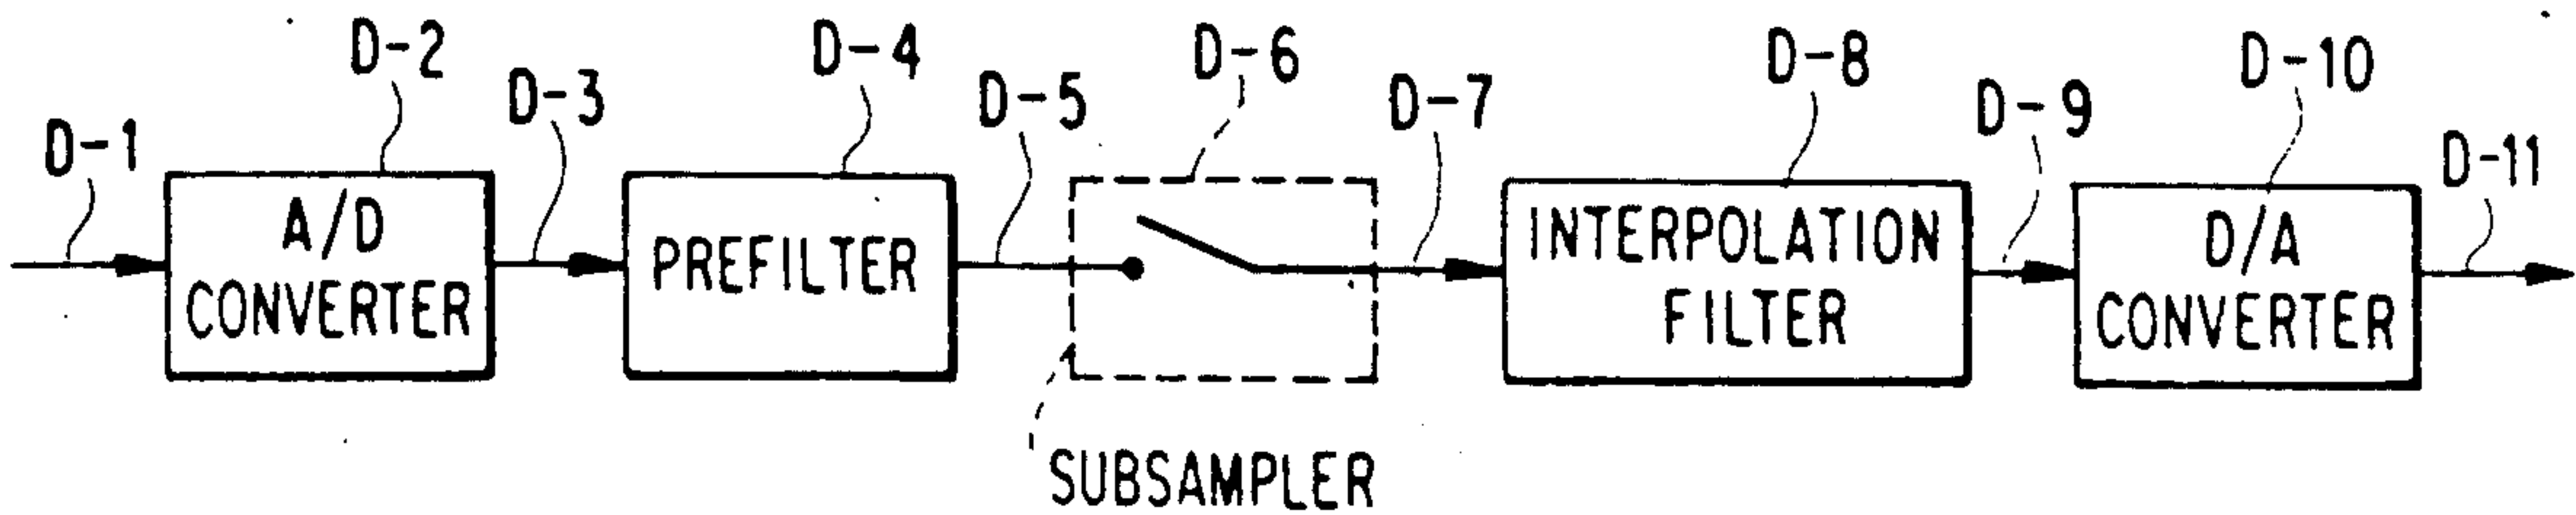 D-1
D-2
D-3
D-4
D-5
D-6
D-7
D-8
D-9
D-10
D-11
A/D
CONVERTER
PREFILTER
INTERPOLATION
FILTER
D/A
CONVERTER
SUBSAMPLER